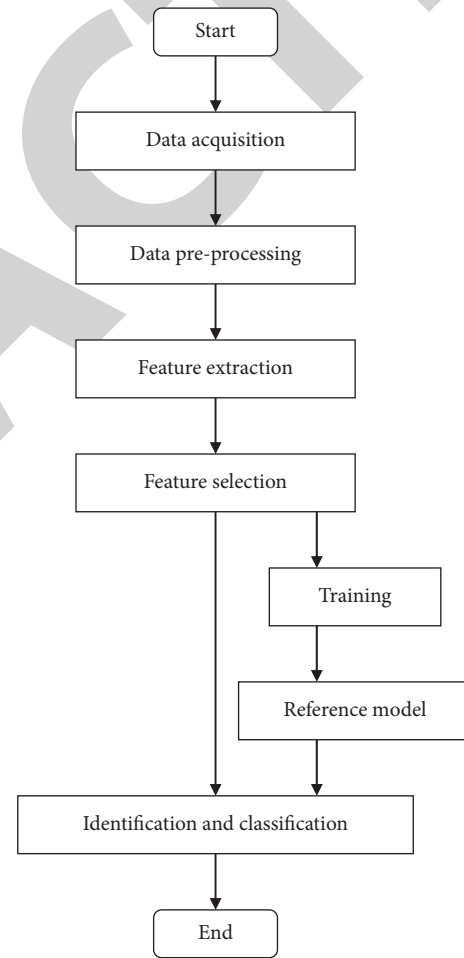 Start
Data acquisition
Data pre-processing
Feature extraction
Feature selection
Training
Reference model
Identification and classification
End